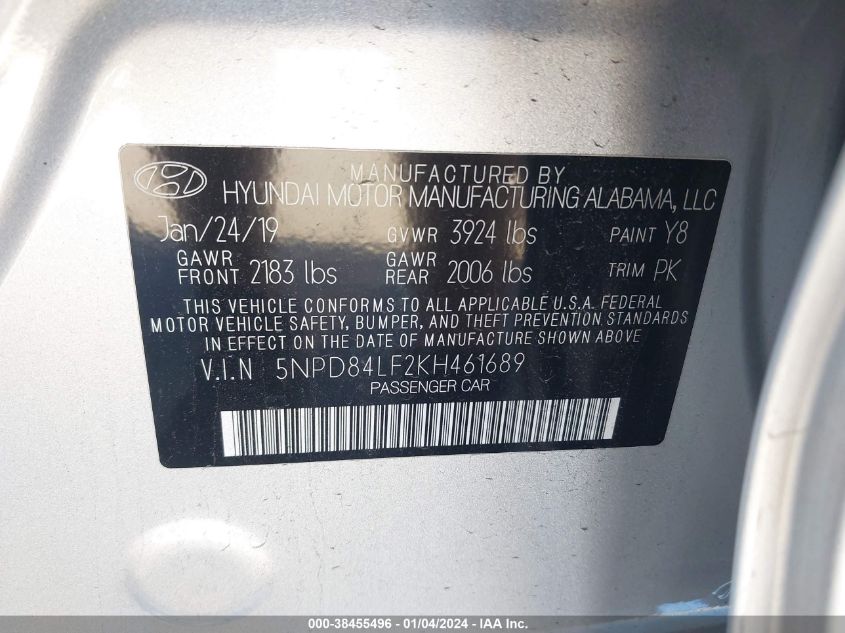 MANUFACTURED BY
HYUNDAI MOTOR MANUFACTURING ALABAMA, LLC
Jan/24/19 GVWR 3924 lbs PAINT Y8
GAWR FRONT 2183 lbs GAWR REAR 2006 lbs TRIM PK
THIS VEHICLE CONFORMS TO ALL APPLICABLE U.S.A. FEDERAL
MOTOR VEHICLE SAFETY, BUMPER, AND THEFT PREVENTION STANDARDS
IN EFFECT ON THE DATE OF MANUFACTURE SHOWN ABOVE
V.I.N 5NPD84LF2KH461689
PASSENGER CAR
000-38455496 - 01/04/2024 - IAA Inc.